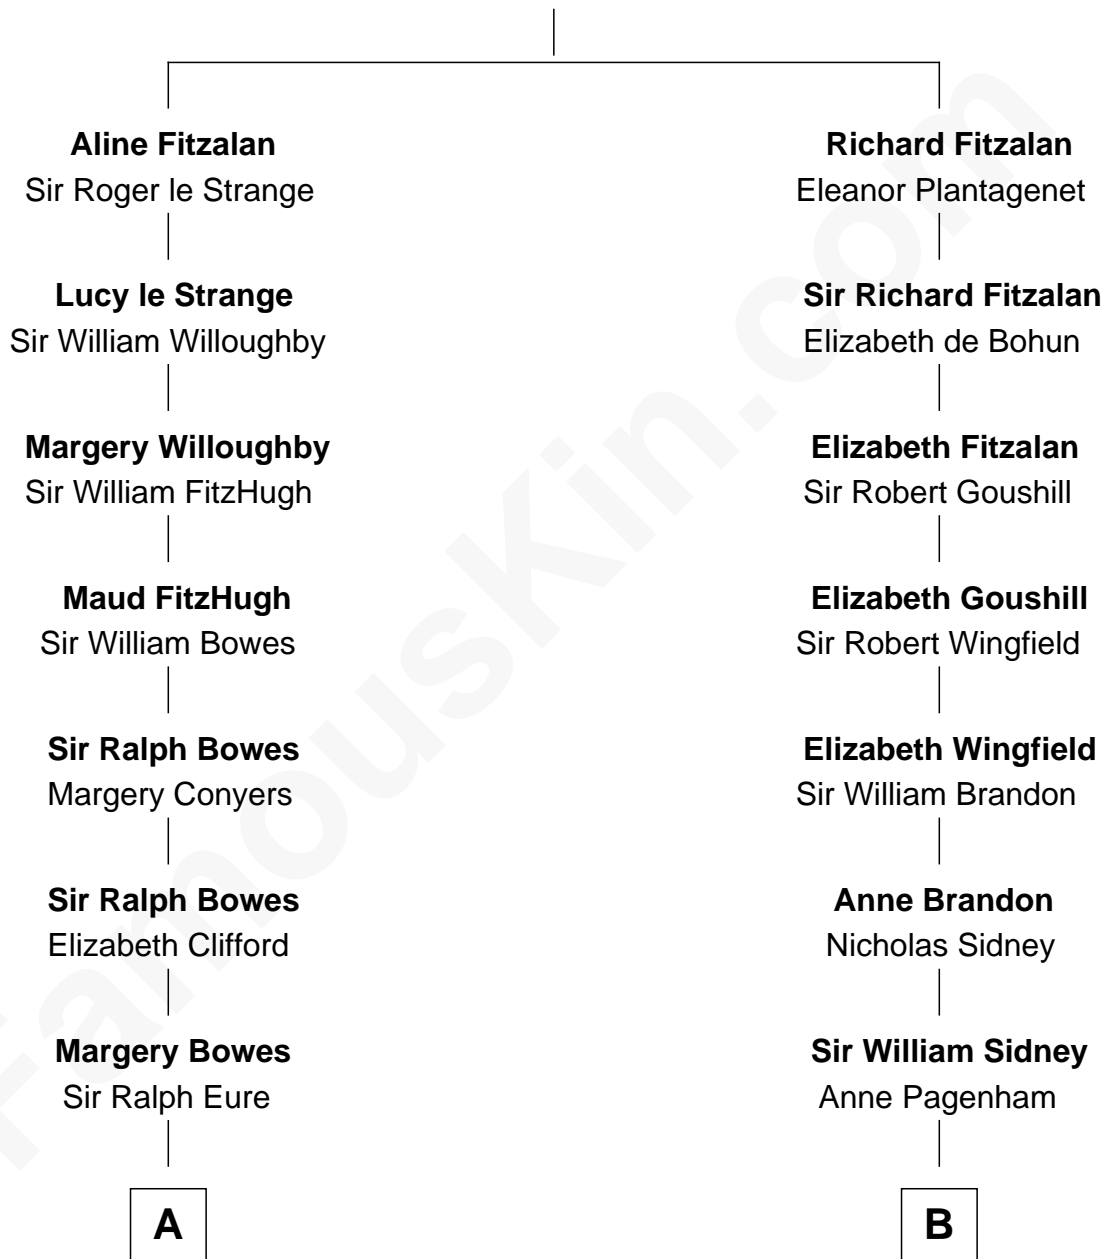 Aline Fitzalan
Sir Roger le Strange
Richard Fitzalan
Eleanor Plantagenet
Lucy le Strange
Sir William Willoughby
Sir Richard Fitzalan
Elizabeth de Bohun
Margery Willoughby
Sir William FitzHugh
Elizabeth Fitzalan
Sir Robert Goushill
Maud FitzHugh
Sir William Bowes
Elizabeth Goushill
Sir Robert Wingfield
Sir Ralph Bowes
Margery Conyers
Elizabeth Wingfield
Sir William Brandon
Sir Ralph Bowes
Elizabeth Clifford
Anne Brandon
Nicholas Sidney
Margery Bowes
Sir Ralph Eure
Sir William Sidney
Anne Pagenham
A
B
FamousKin.com